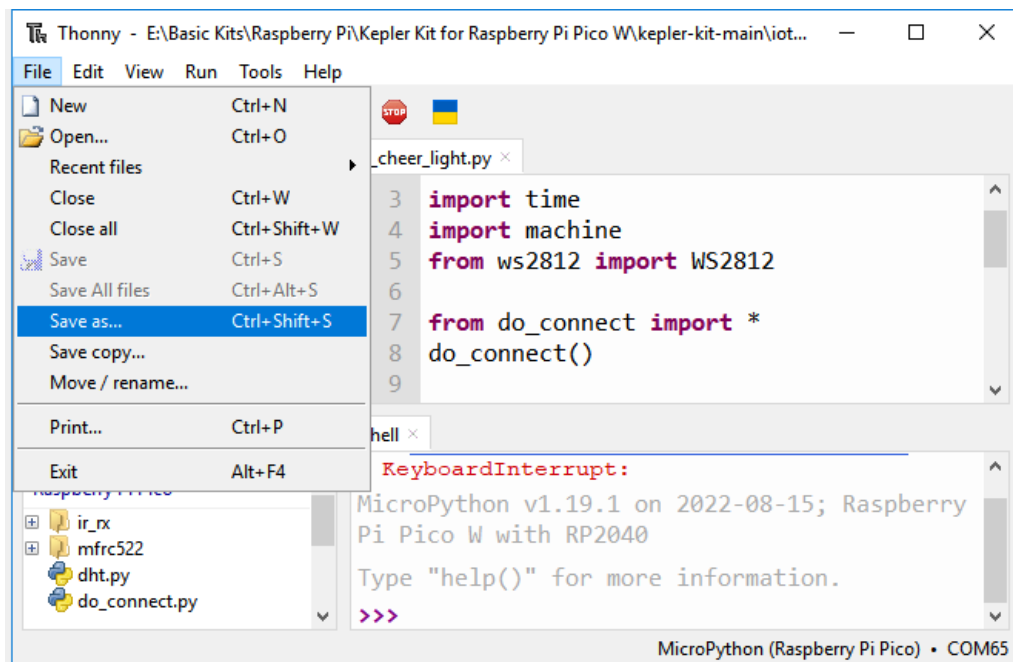 Thonny - E:\Basic Kits\Raspberry Pi\Kepler Kit for Raspberry Pi Pico W\kepler-kit-main\iot...
File Edit View Run Tools Help
New Ctrl+N
Open... Ctrl+O
Recent files
Close Ctrl+W
Close all Ctrl+Shift+W
Save Ctrl+S
Save All files Ctrl+Alt+S
Save as... Ctrl+Shift+S
Save copy...
Move / rename...
Print... Ctrl+P
Exit Alt+F4
STOP
_cheer_light.py
3 import time
4 import machine
5 from ws2812 import WS2812
6
7 from do_connect import *
8 do_connect()
9
hell
KeyboardInterrupt:
MicroPython v1.19.1 on 2022-08-15; Raspberry
Pi Pico W with RP2040
Type "help()" for more information.
>>>
Raspberry Pi Pico
ir_rx
mfrc522
dht.py
do_connect.py
MicroPython (Raspberry Pi Pico) • COM65